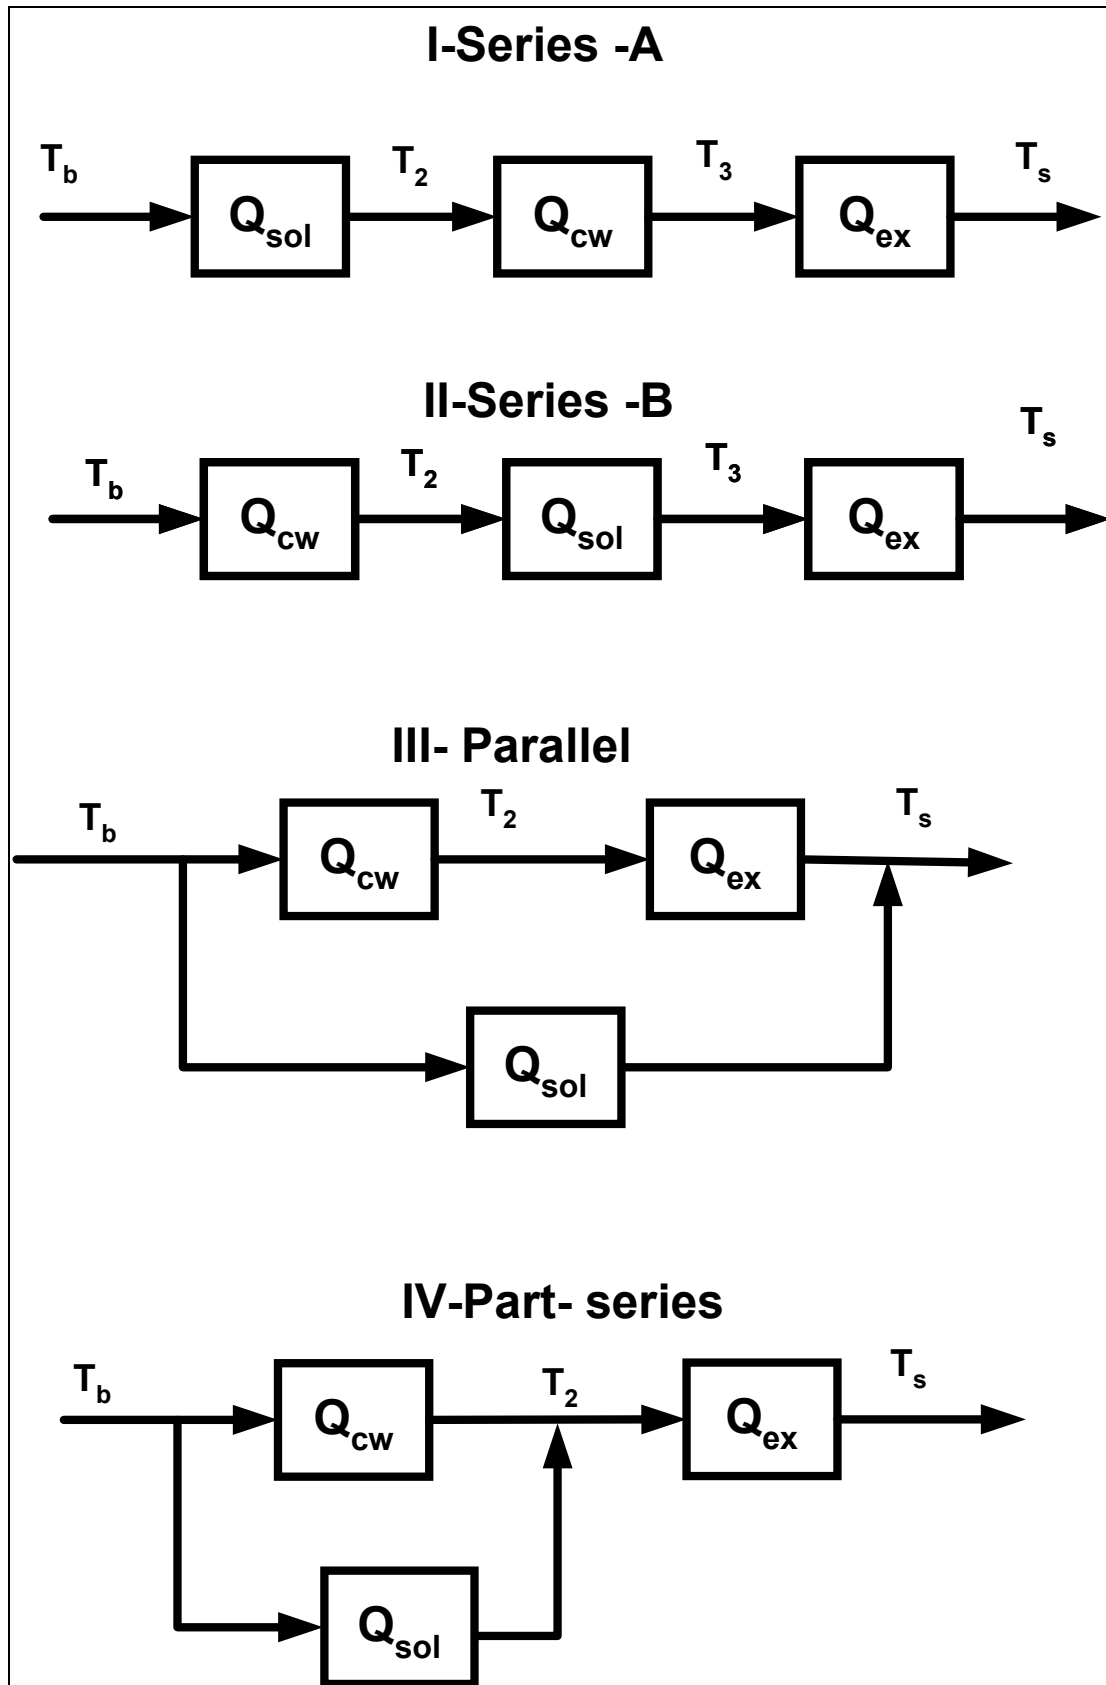 I-Series -A
T_b
Q_sol
T_2
Q_cw
T_3
Q_ex
T_s
II-Series -B
T_b
Q_cw
T_2
Q_sol
T_3
Q_ex
T_s
III- Parallel
T_b
Q_cw
T_2
Q_ex
T_s
Q_sol
IV-Part- series
T_b
Q_cw
T_2
Q_ex
T_s
Q_sol